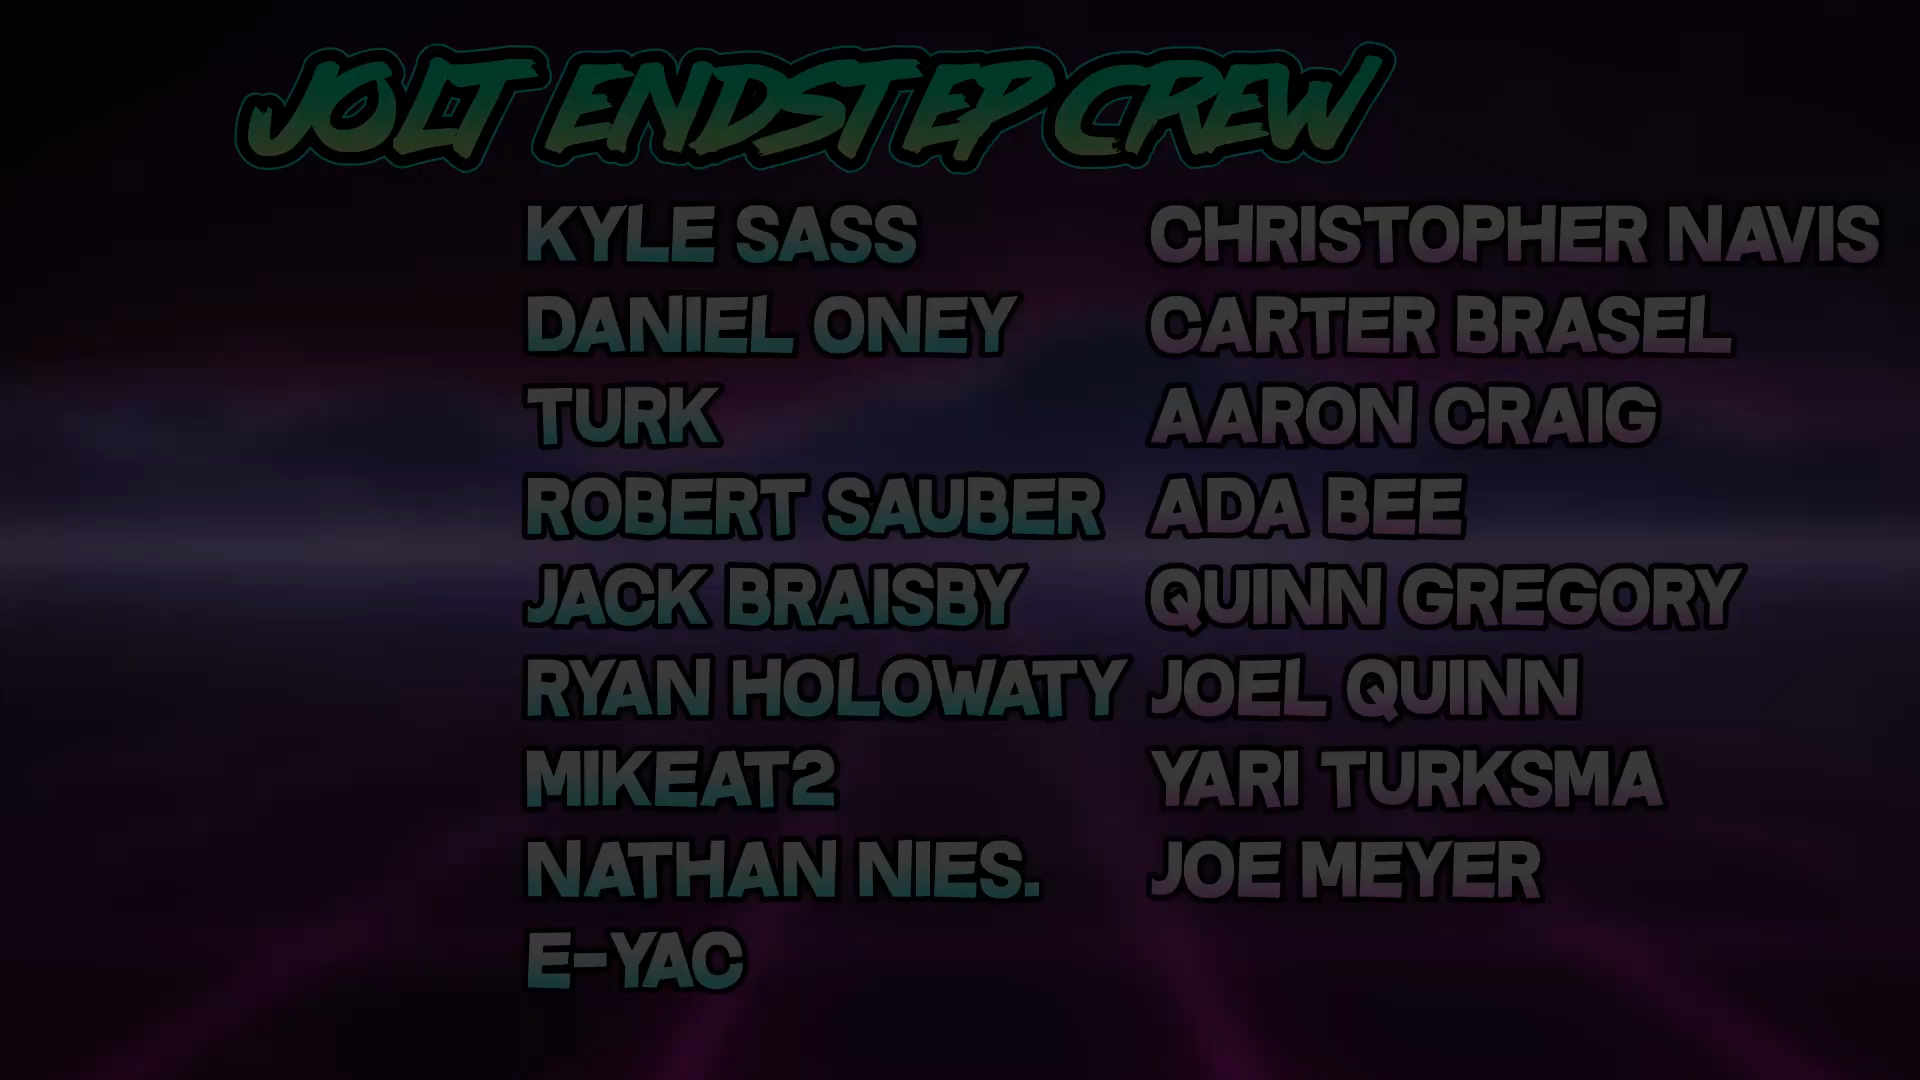 JOLT ENDSTEP CREW
KYLE SASS
DANIEL ONEY
TURK
ROBERT SAUBER
JACK BRAISBY
RYAN HOLOWATY
MIKEAT2
NATHAN NIES.
E-YAC
CHRISTOPHER NAVIS
CARTER BRASEL
AARON CRAIG
ADA BEE
QUINN GREGORY
JOEL QUINN
YARI TURKSMA
JOE MEYER